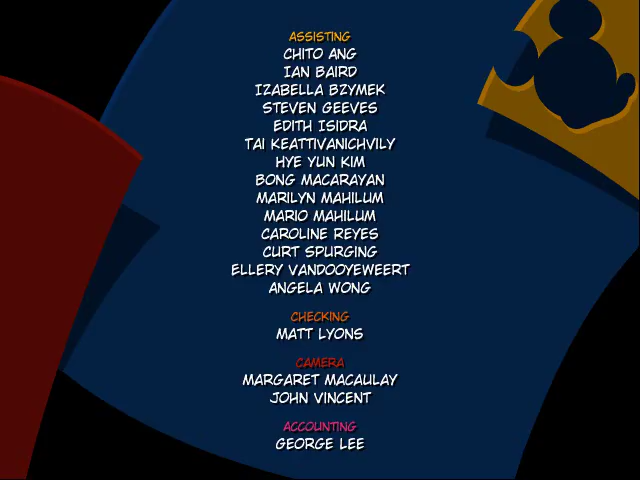 ASSISTING
CHITO ANG
IAN BAIRD
IZABELLA BZYMEK
STEVEN GEEVES
EDITH ISIDRA
TAI KEATTIVANICHVILY
HYE YUN KIM
BONG MACARAYAN
MARILYN MAHILUM
MARIO MAHILUM
CAROLINE REYES
CURT SPURGING
ELLERY VANDOOYEWEERT
ANGELA WONG
CHECKING
MATT LYONS
CAMERA
MARGARET MACAULAY
JOHN VINCENT
ACCOUNTING
GEORGE LEE